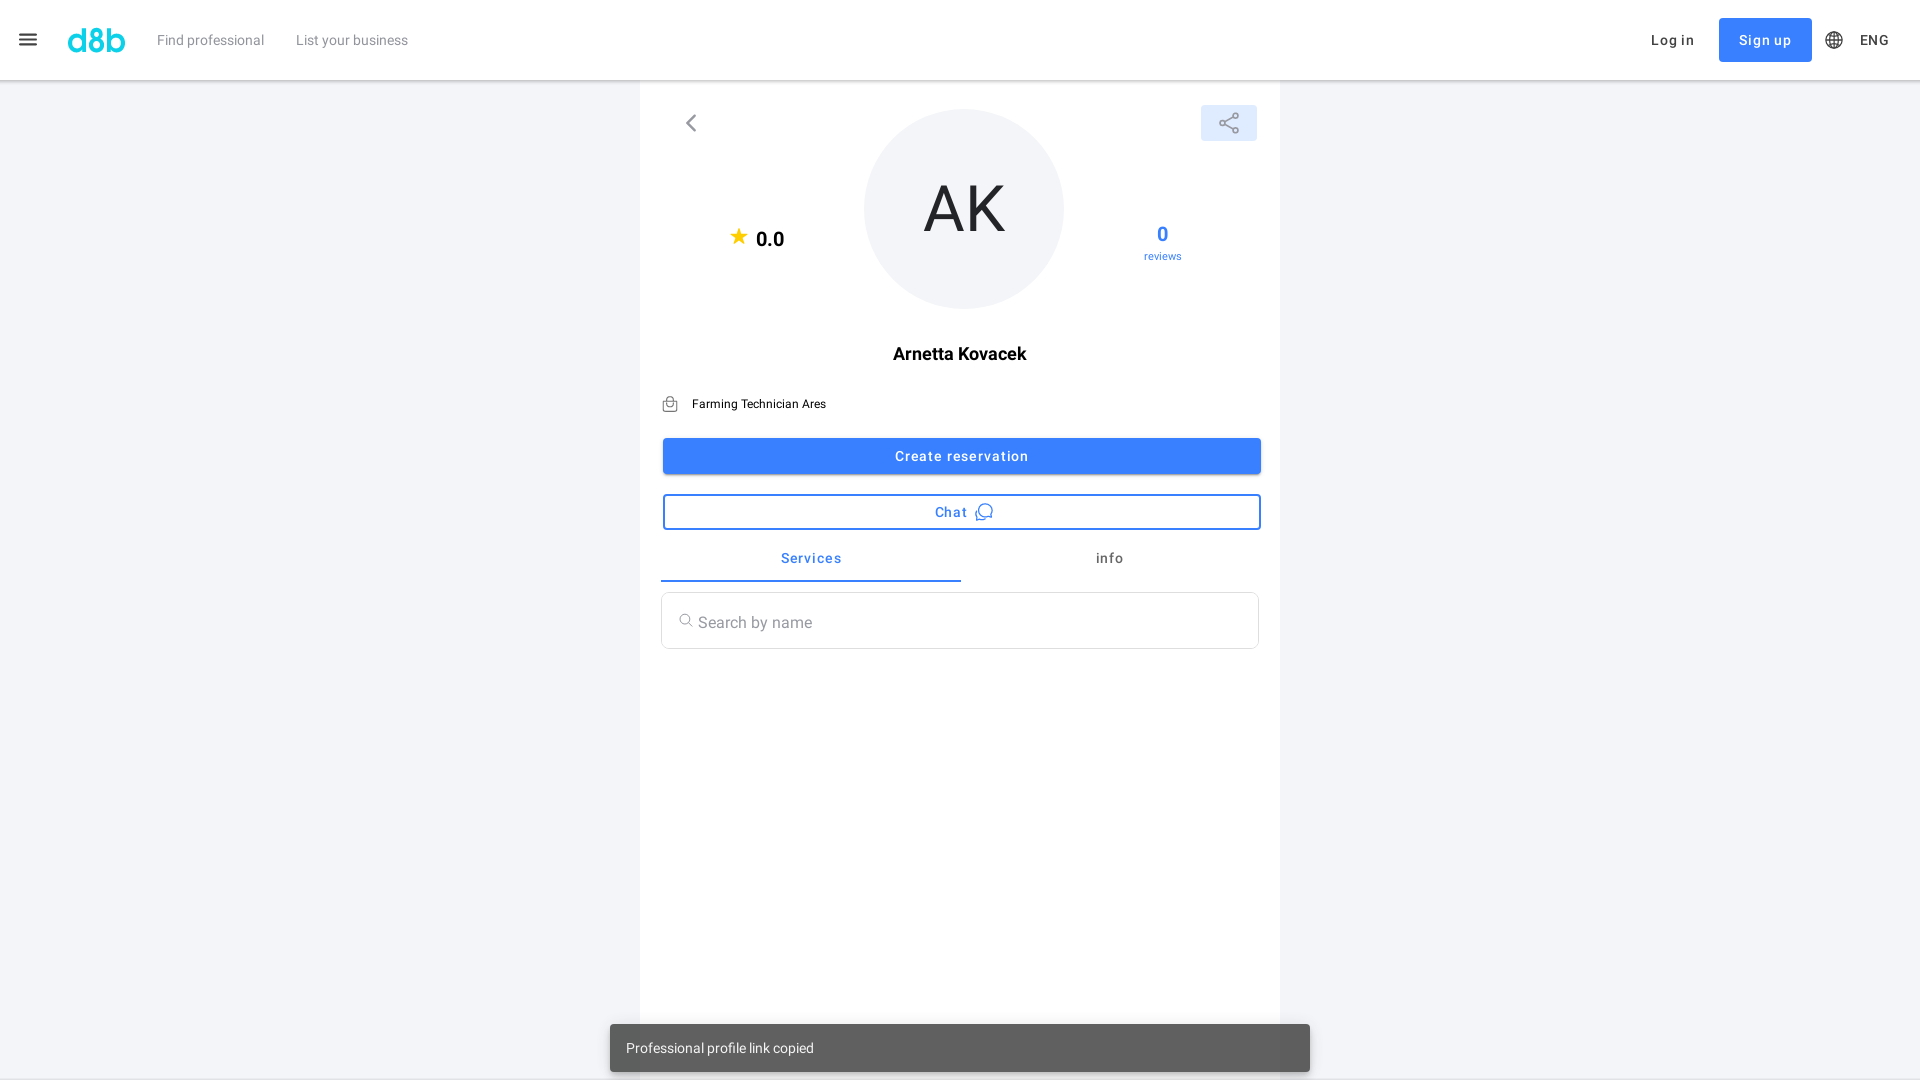 d8b
Find professional
List your business
Log in
Sign up
ENG
AK
0.0
0
reviews
Arnetta Kovacek
Farming Technician Ares
Create reservation
Chat
Services
info
Search by name
Professional profile link copied